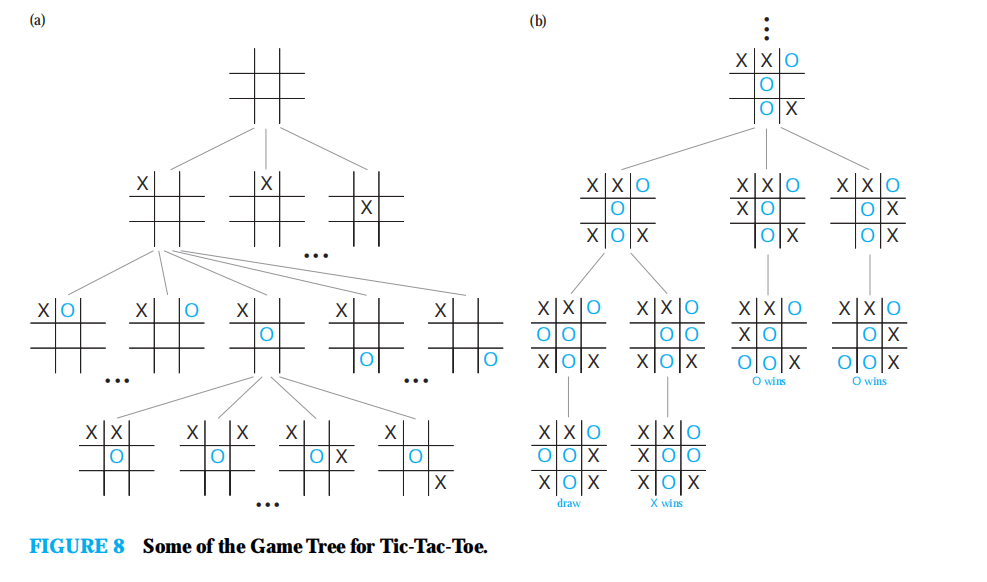 (a)
(b)
X X O
O
O X
X
X
X
X X O
O
X O X
X X O
X O
O X
X X O
O X
O X
X O
X O
X
O
X
O
X
O
X X O
O O
X O X
X X O
O O
X O X
X X O
X O
O O X
O wins
X X O
O X
O O X
O wins
X X
O
X X
O
X
O X
X
O
X
X X O
O O X
X O X
draw
X X O
X O O
X O X
X wins
FIGURE 8 Some of the Game Tree for Tic-Tac-Toe.